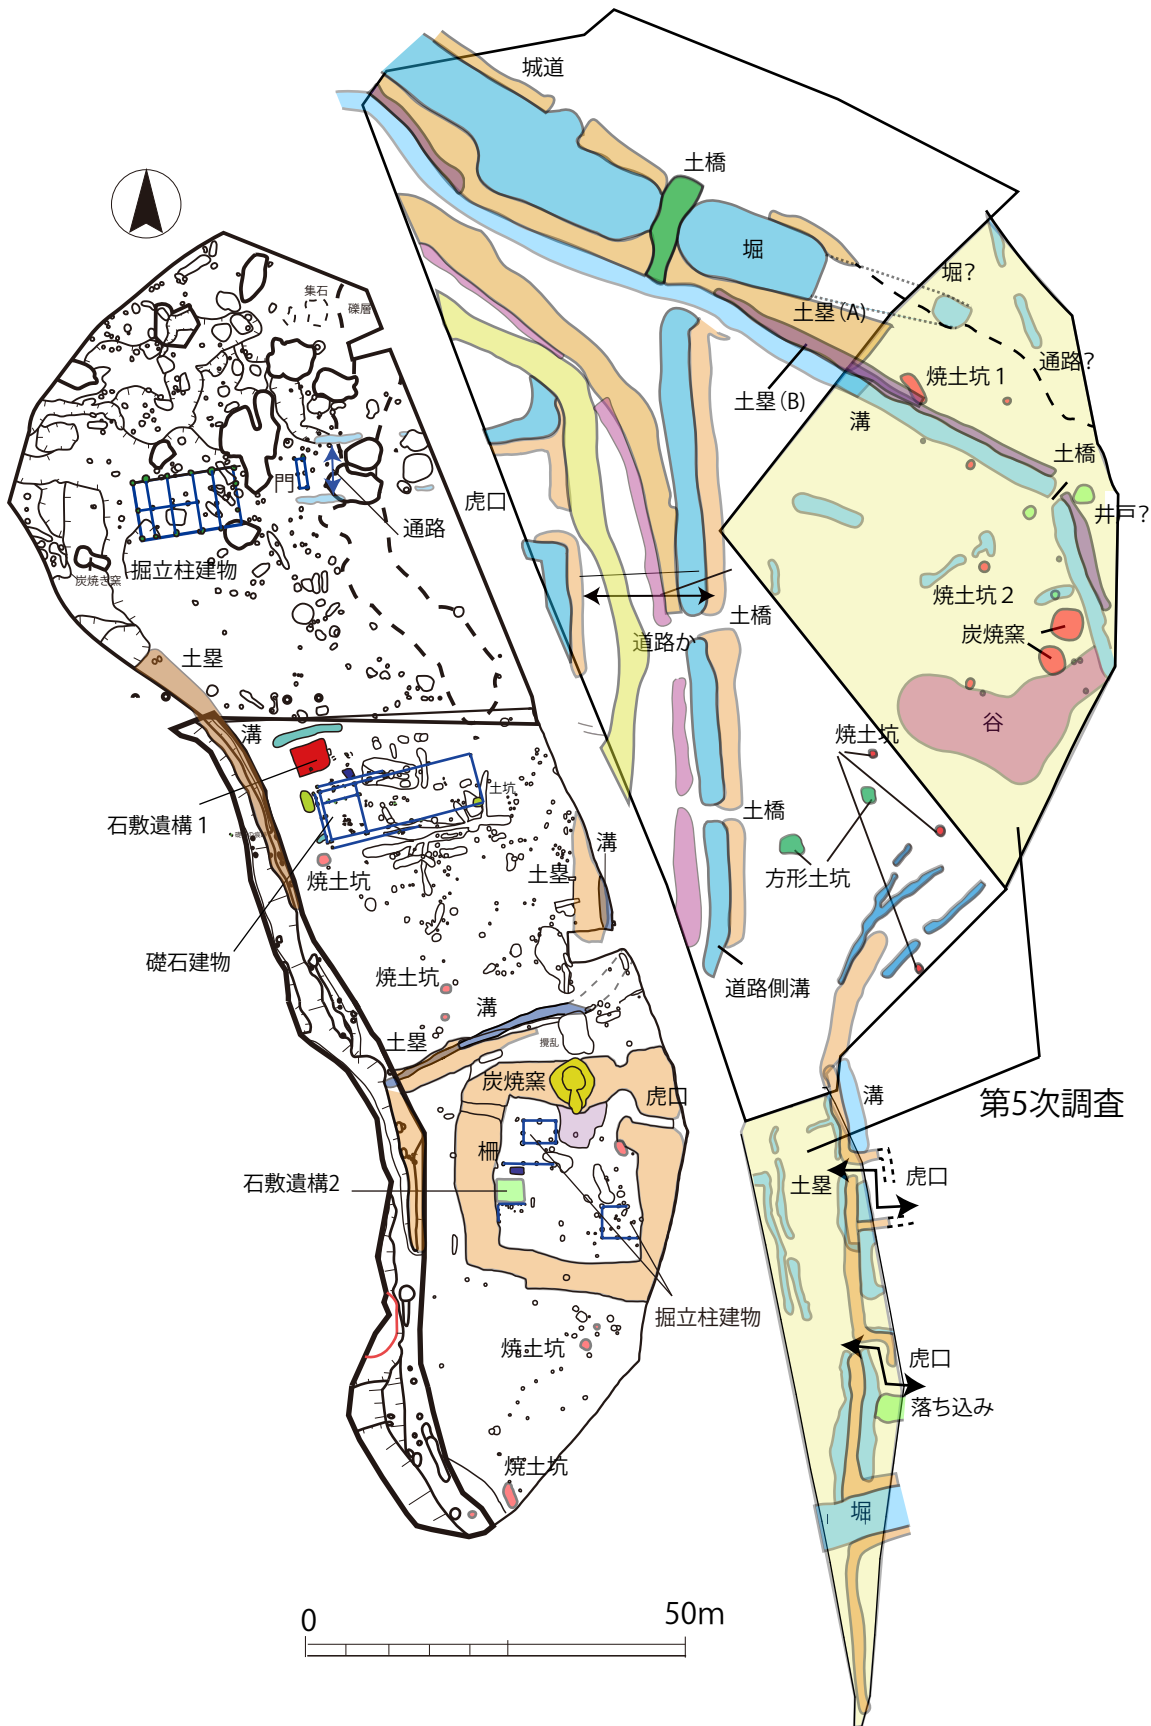 城道
土橋
堀
堀?
集石
礫層
土塁(A)
通路?
焼土坑1
土塁(B)
溝
土橋
門
虎口
通路
井戸?
掘立柱建物
炭焼き窯
焼土坑2
土橋
炭焼窯
道路か
土塁
谷
溝
焼土坑
土坑
土橋
石敷遺構1
溝
焼土坑
土塁
方形土坑
礎石建物
焼土坑
道路側溝
溝
土塁
攪乱
炭焼窯
虎口
溝
第5次調査
柵
石敷遺構2
土塁
虎口
掘立柱建物
焼土坑
虎口
落ち込み
焼土坑
堀
0
50m